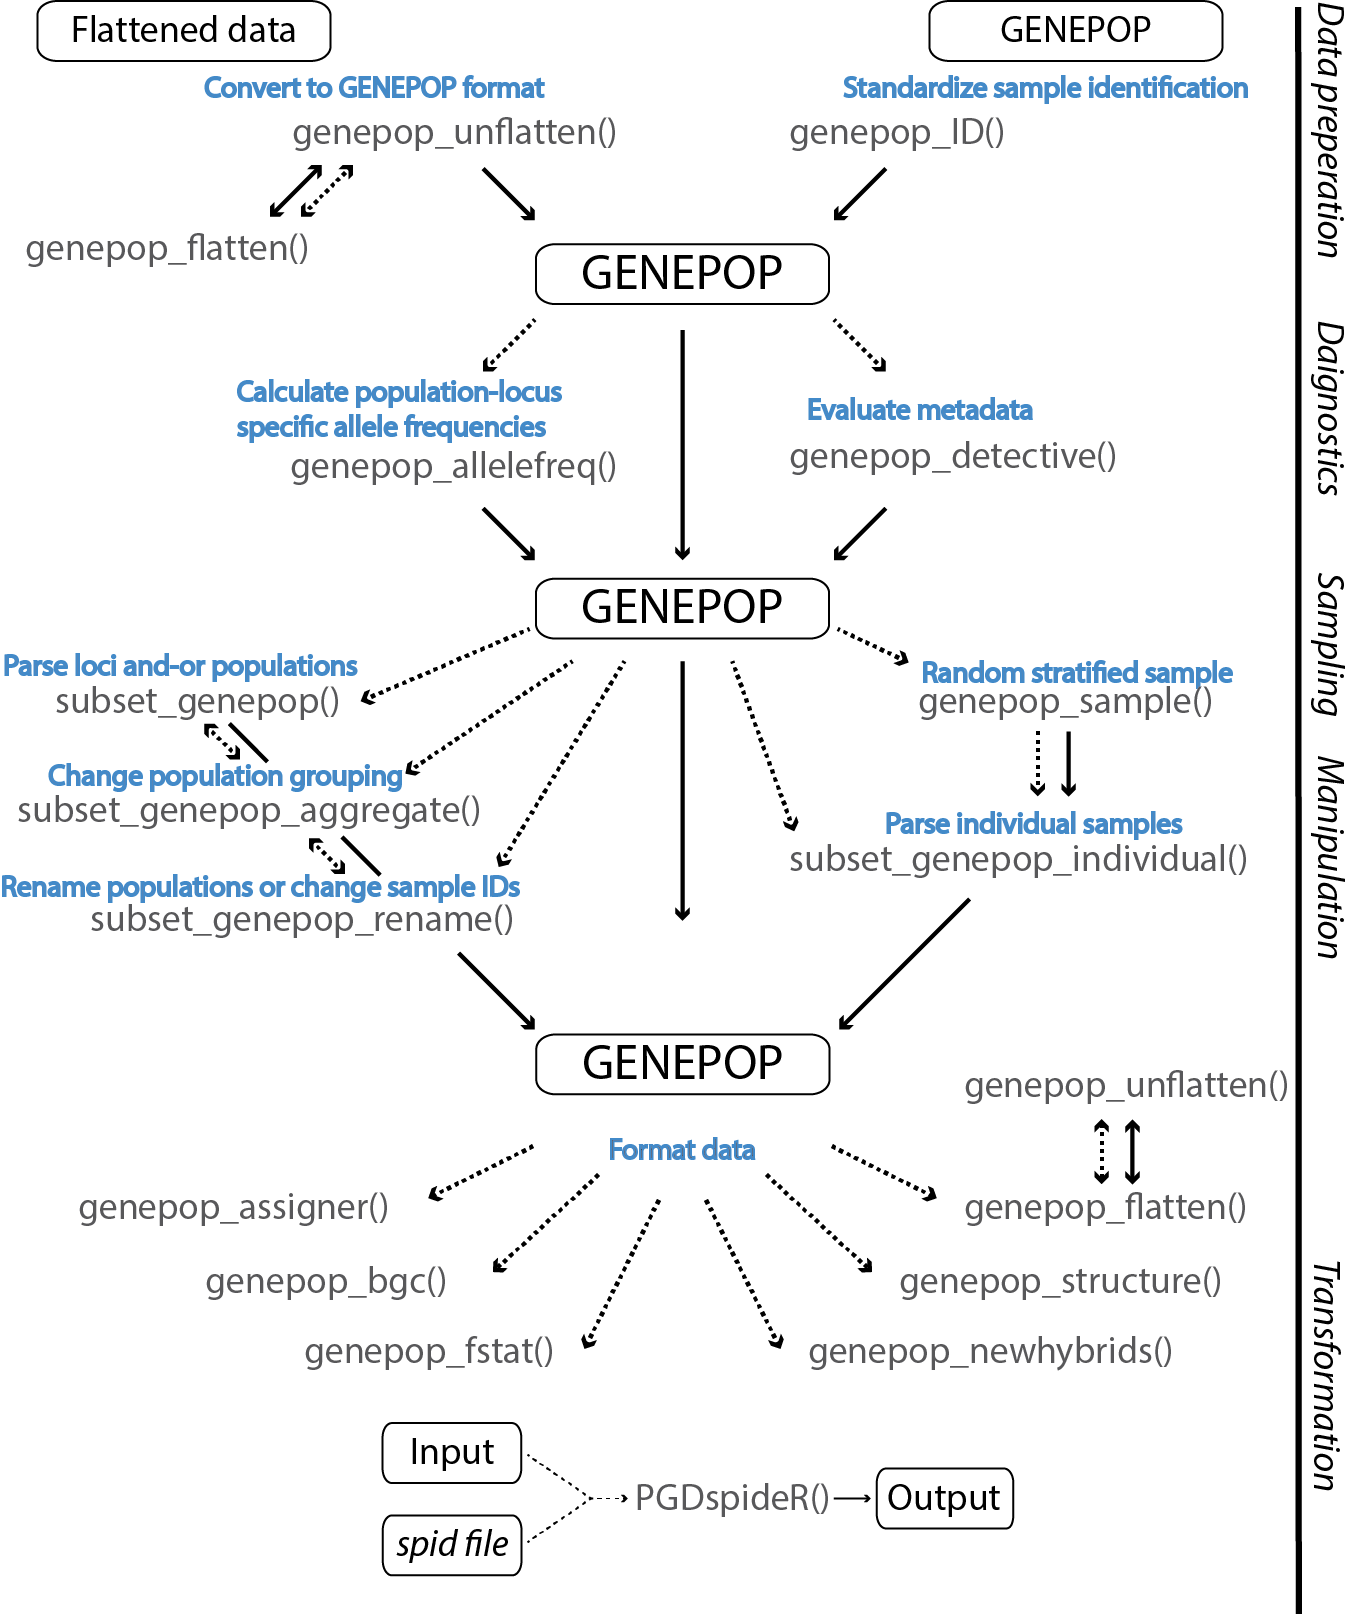 Flattened data
GENEPOP
Convert to GENEPOP format
genepop_unflatten()
Standardize sample identification
genepop_ID()
genepop_flatten()
GENEPOP
Data preperation
Calculate population-locus
specific allele frequencies
genepop_allelefreq()
Evaluate metadata
genepop_detective()
Daignostics
GENEPOP
Parse loci and-or populations
subset_genepop()
Random stratified sample
genepop_sample()
Sampling
Change population grouping
subset_genepop_aggregate()
Parse individual samples
subset_genepop_individual()
Rename populations or change sample IDs
subset_genepop_rename()
Manipulation
GENEPOP
genepop_unflatten()
Format data
genepop_assigner()
genepop_flatten()
genepop_bgc()
genepop_structure()
genepop_fstat()
genepop_newhybrids()
Transformation
Input
PGDspideR()
Output
spid file